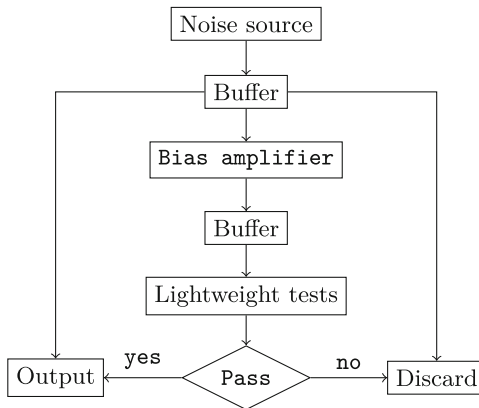 Noise source
Buffer
Bias amplifier
Buffer
Lightweight tests
yes
no
Output
Pass
Discard